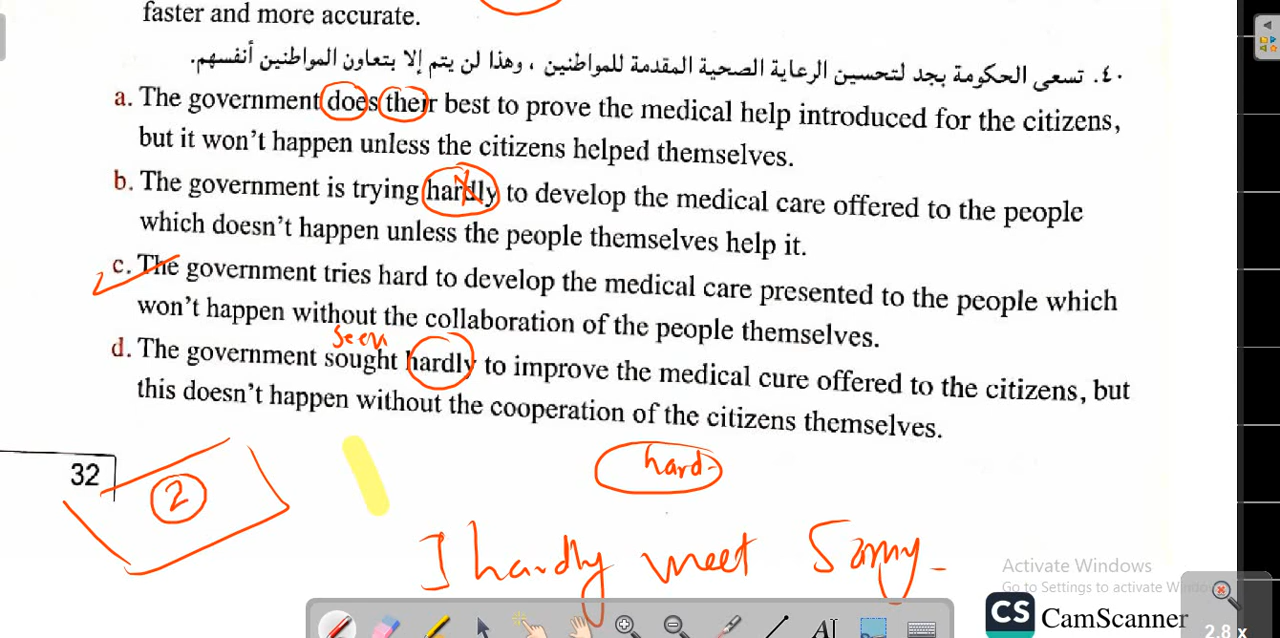 faster and more accurate.
٤٠. تسعى الحكومة بجد لتحسين الرعاية الصحية المقدمة للمواطنين ، وهذا لن يتم إلا بتعاون المواطنين أنفسهم.
a. The government does their best to prove the medical help introduced for the citizens,
but it won't happen unless the citizens helped themselves.
b. The government is trying hardly to develop the medical care offered to the people
which doesn't happen unless the people themselves help it.
c. The government tries hard to develop the medical care presented to the people which
won't happen without the collaboration of the people themselves.
seen
d. The government sought hardly to improve the medical cure offered to the citizens, but
this doesn't happen without the cooperation of the citizens themselves.
32
2
hard
I hardly meet Samy
Activate Windows
Go to Settings to activate
CS CamScanner
AI
2.8 x